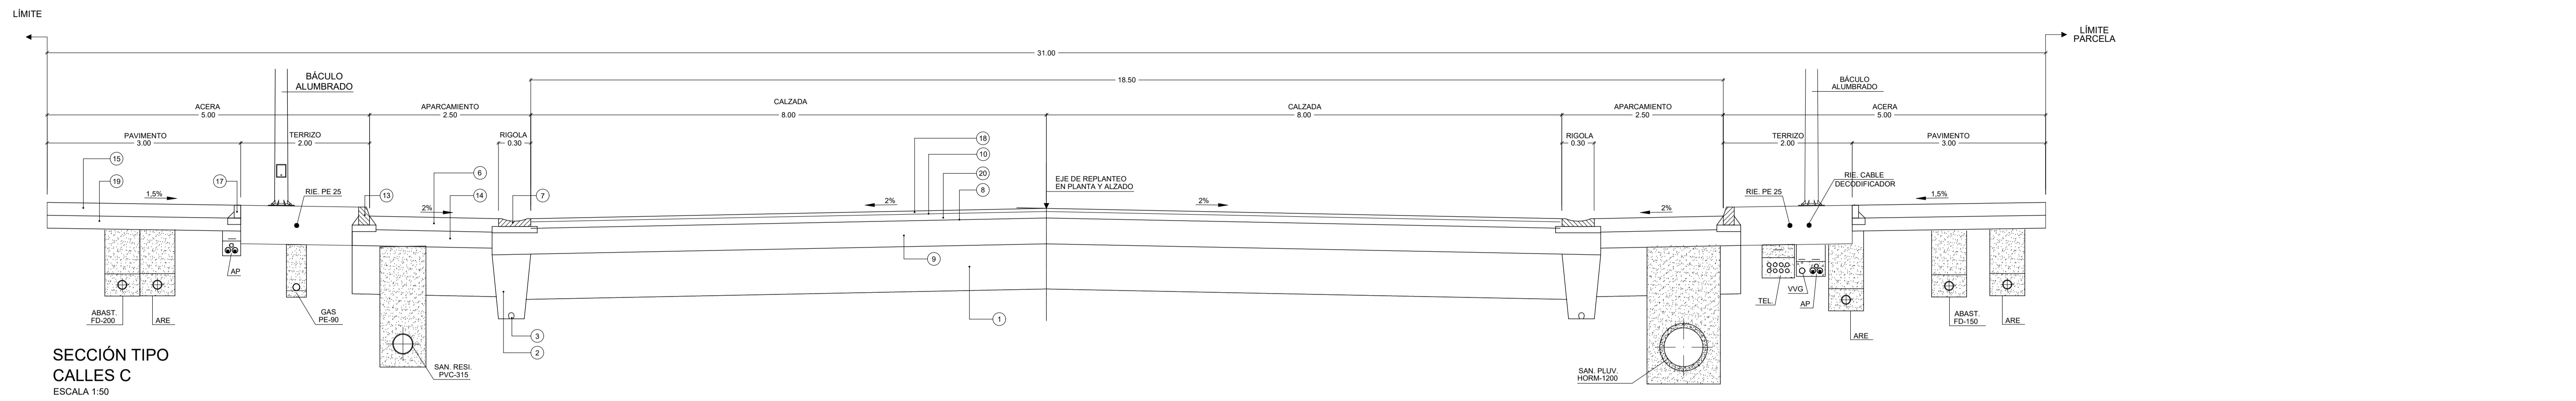 LÍMITE
LÍMITE
PARCELA
31.00
18.50
BÁCULO
ALUMBRADO
BÁCULO
ALUMBRADO
ACERA
5.00
APARCAMIENTO
2.50
CALZADA
8.00
CALZADA
8.00
APARCAMIENTO
2.50
ACERA
5.00
PAVIMENTO
3.00
TERRIZO
2.00
RIGOLA
0.30
RIGOLA
0.30
TERRIZO
2.00
PAVIMENTO
3.00
15
19
17
13
6
14
7
18
10
20
8
9
1
3
2
1,5%
RIE. PE 25
2%
2%
EJE DE REPLANTEO
EN PLANTA Y ALZADO
2%
2%
RIE. PE 25
RIE. CABLE
DECODIFICADOR
1,5%
AP
ABAST.
FD-200
ARE
GAS
PE-90
SAN. RESI.
PVC-315
SAN. PLUV.
HORM-1200
TEL.
VVG
AP
ARE
ABAST.
FD-150
ARE
SECCIÓN TIPO
CALLES C
ESCALA 1:50